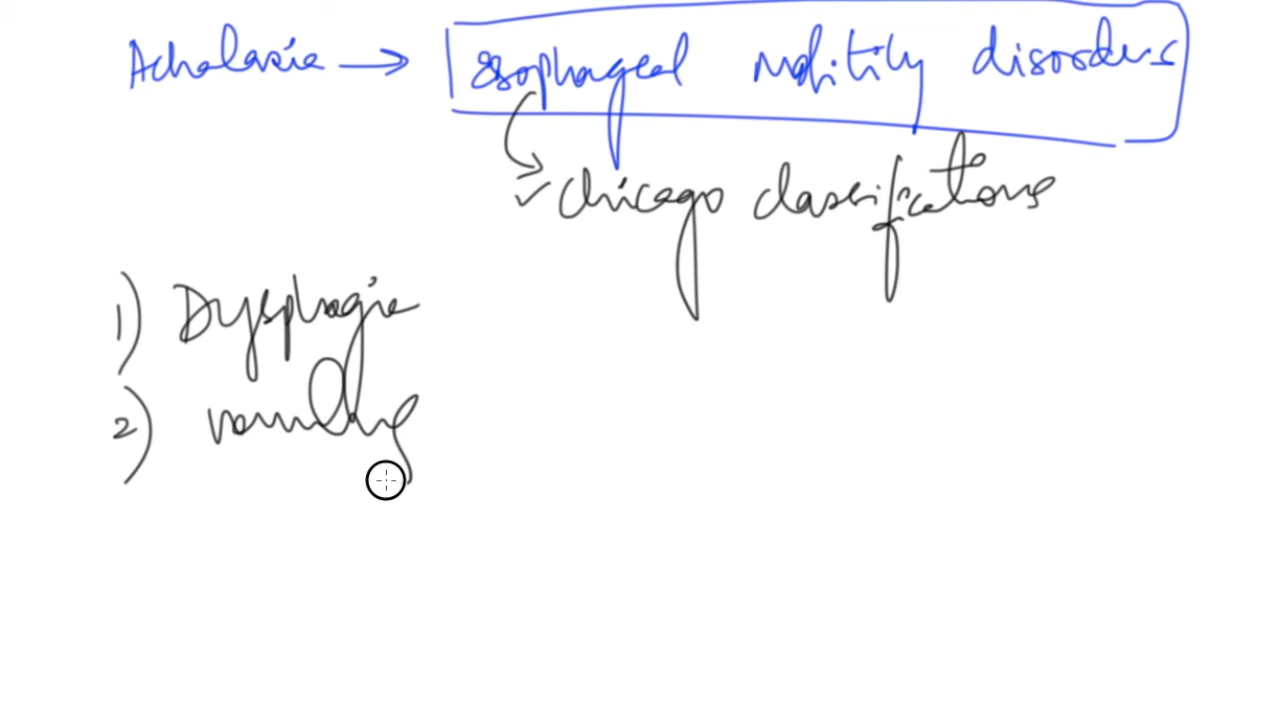 Achalasia → esophageal motility disorders
✓ Chicago classifications
1) Dysphagia
2) vomiting